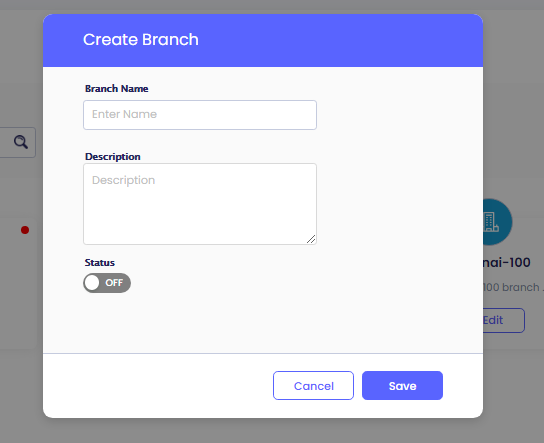 Create Branch
Branch Name
Enter Name
Description
Description
Status
OFF
nai-100
100 branch .
Edit
Cancel
Save